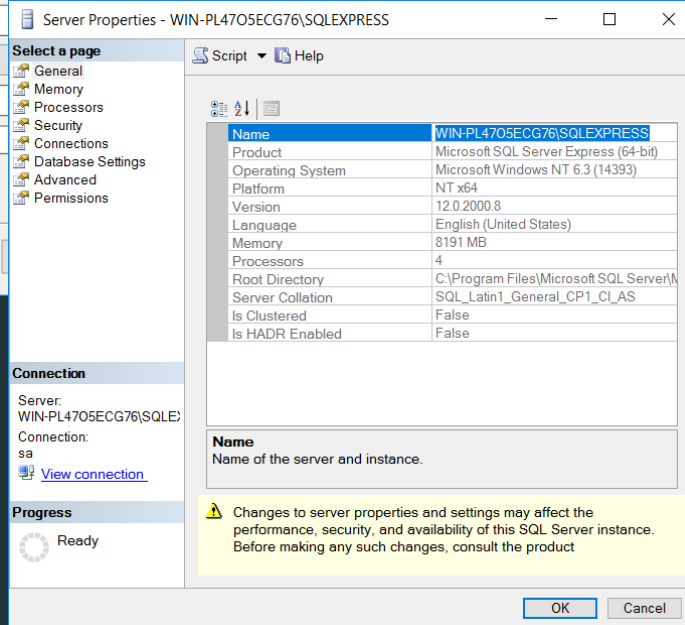 Server Properties - WIN-PL47O5ECG76\SQLEXPRESS
Select a page
General
Memory
Processors
Security
Connections
Database Settings
Advanced
Permissions
Script
Help
Name WIN-PL47O5ECG76\SQLEXPRESS
Product Microsoft SQL Server Express (64-bit)
Operating System Microsoft Windows NT 6.3 (14393)
Platform NT x64
Version 12.0.2000.8
Language English (United States)
Memory 8191 MB
Processors 4
Root Directory C:\Program Files\Microsoft SQL Server\M
Server Collation SQL_Latin1_General_CP1_CI_AS
Is Clustered False
Is HADR Enabled False
Connection
Server:
WIN-PL47O5ECG76\SQLEX
Connection:
sa
View connection
Name
Name of the server and instance.
Progress
Ready
Changes to server properties and settings may affect the
performance, security, and availability of this SQL Server instance.
Before making any such changes, consult the product
OK
Cancel